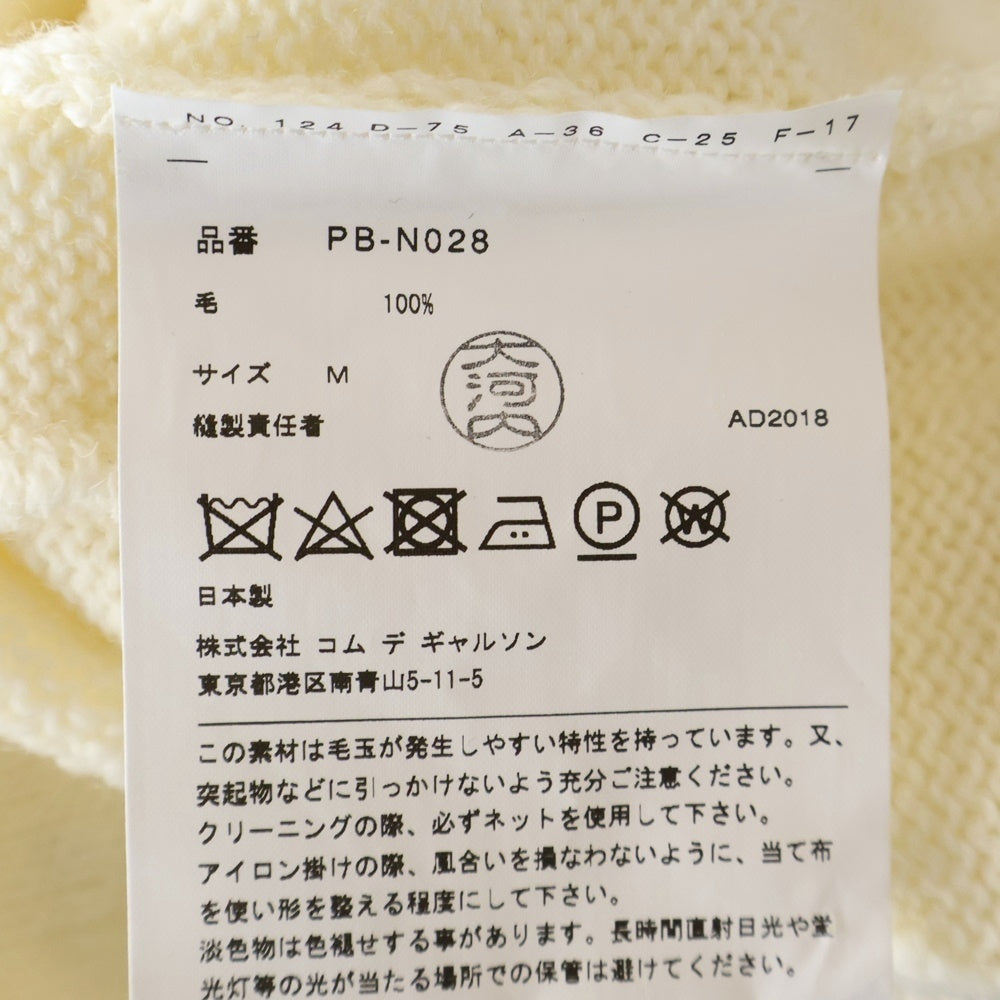 NO. 124 D-75 A-36 C-25 F-17
品番 PB-N028
毛 100%
サイズ M
大河内
縫製責任者
AD2018
P
W
日本製
株式会社 コム デ ギャルソン
東京都港区南青山5-11-5
この素材は毛玉が発生しやすい特性を持っています。又、
突起物などに引っかけないよう充分ご注意ください。
クリーニングの際、必ずネットを使用して下さい。
アイロン掛けの際、風合いを損なわないように、当て布
を使い形を整える程度にして下さい。
淡色物は色褪せする事があります。長時間直射日光や蛍
光灯等の光が当たる場所での保管は避けてください。